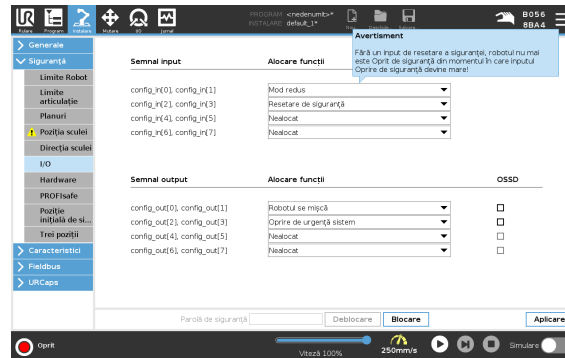 Rulare
Program
Instalare
Mutare
I/O
Jurnal
PROGRAM <nedenumit>*
INSTALARE default_1*
B056
8BA4
Avertisment
Fără un input de resetare a siguranței, robotul nu mai
este Oprit de siguranță din momentul în care inputul
Oprire de siguranță devine mare!
Generale
Siguranță
Limite Robot
Limite
articulație
Planuri
Poziția sculei
Direcția sculei
I/O
Hardware
PROFIsafe
Poziție
inițială de si...
Trei poziții
Caracteristici
Fieldbus
URCaps
Semnal input
Alocare funcții
config_in[0], config_in[1]
Mod redus
config_in[2], config_in[3]
Resetare de siguranță
config_in[4], config_in[5]
Nealocat
config_in[6], config_in[7]
Nealocat
Semnal output
Alocare funcții
OSSD
config_out[0], config_out[1]
Robotul se mișcă
config_out[2], config_out[3]
Oprire de urgență sistem
config_out[4], config_out[5]
Nealocat
config_out[6], config_out[7]
Nealocat
Parolă de siguranță
Deblocare
Blocare
Aplicare
Oprit
Viteză 100%
250mm/s
Simulare